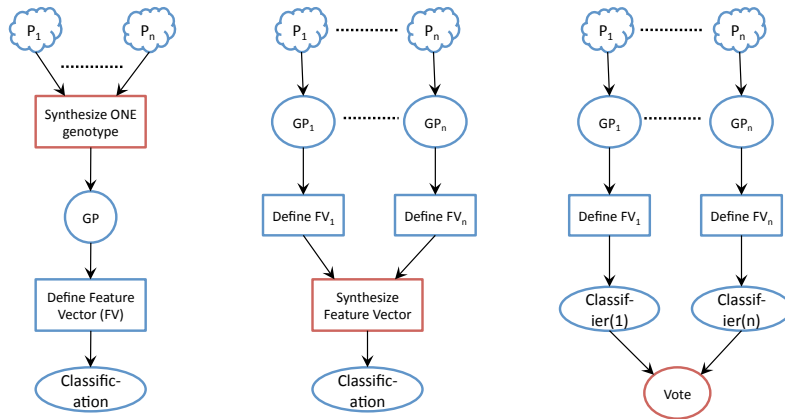 P1
Pn
Synthesize ONE
genotype
GP
Define Feature
Vector (FV)
Classific-
ation
P1
Pn
GP1
GPn
Define FV1
Define FVn
Synthesize
Feature Vector
Classific-
ation
P1
Pn
GP1
GPn
Define FV1
Define FVn
Classif-
ier(1)
Classif-
ier(n)
Vote